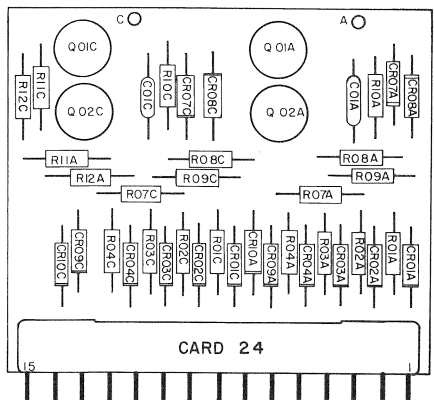 C
A
Q01C
Q01A
R12C
R11C
C01C
R10C
CR07C
CR08C
C01A
R10A
CR07A
CR08A
Q02C
Q02A
R11A
R08C
R08A
R12A
R09C
R09A
R07C
R07A
CR10C
CR09C
R04C
CR04C
R03C
CR03C
R02C
CR02C
R01C
CR01C
CR10A
CR09A
R04A
CR04A
R03A
CR03A
R02A
CR02A
R01A
CR01A
CARD 24
15
1